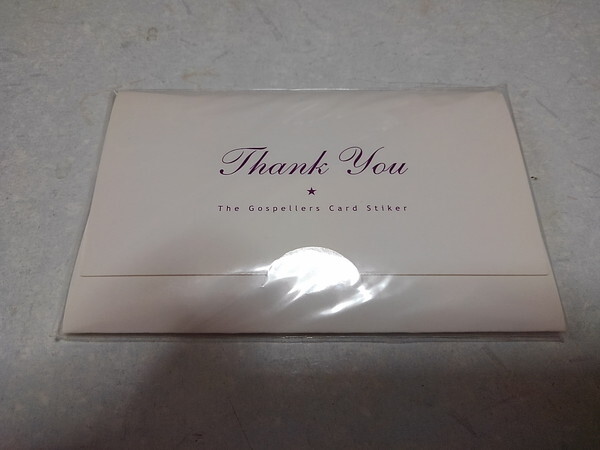 Thank You
★
The Gospellers Card Stiker